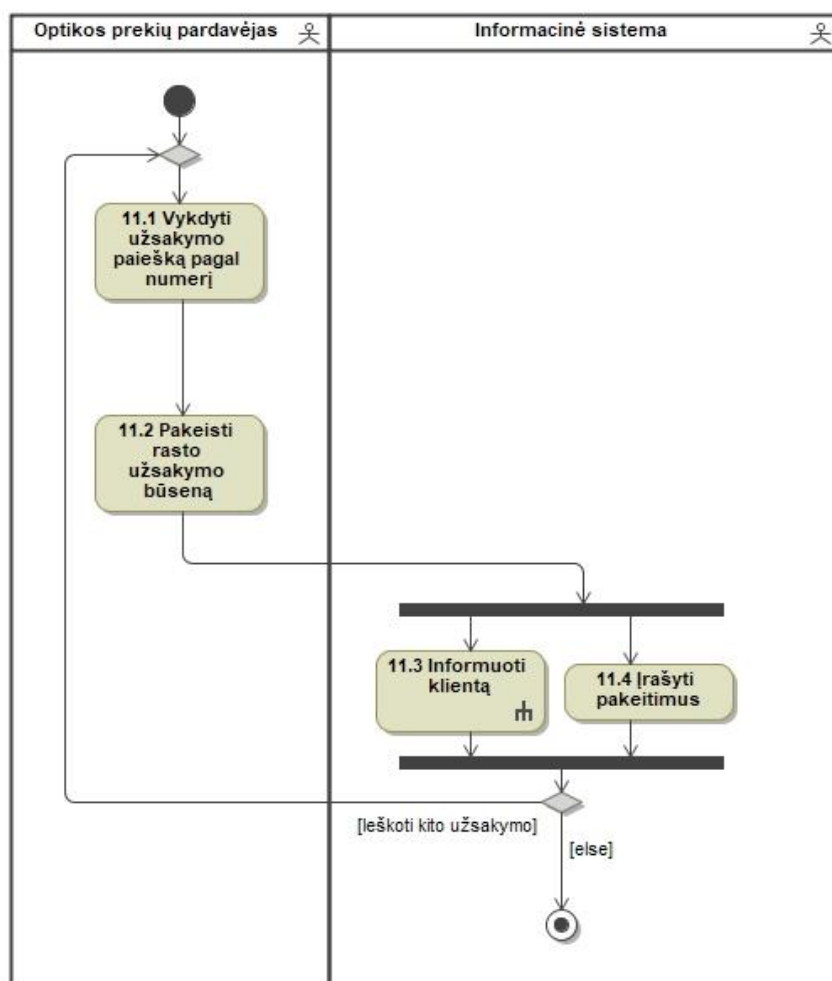 Optikos prekių pardavėjas
Informacinė sistema
11.1 Vykdyti
užsakymo
paiešką pagal
numerį
11.2 Pakeisti
rasto
užsakymo
būseną
11.3 Informuoti
klientą
11.4 Įrašyti
pakeitimus
[Ieškoti kito užsakymo]
[else]